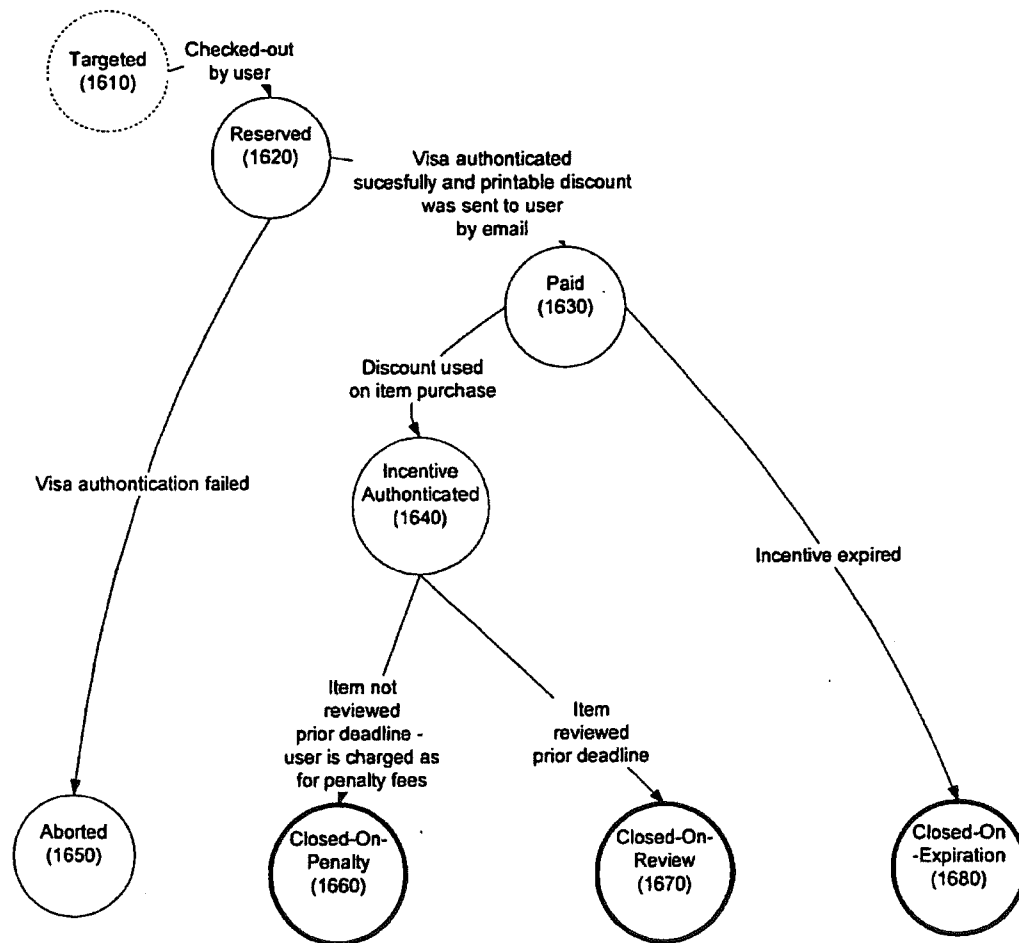 Targeted
(1610)
Checked-out
by user
Reserved
(1620)
Visa authonticated
sucesfully and printable discount
was sent to user
by email
Paid
(1630)
Discount used
on item purchase
Incentive
Authonticated
(1640)
Visa authontication failed
Incentive expired
Item not
reviewed
prior deadline -
user is charged as
for penalty fees
Item
reviewed
prior deadline
Aborted
(1650)
Closed-On-
Penalty
(1660)
Closed-On-
Review
(1670)
Closed-On
-Expiration
(1680)